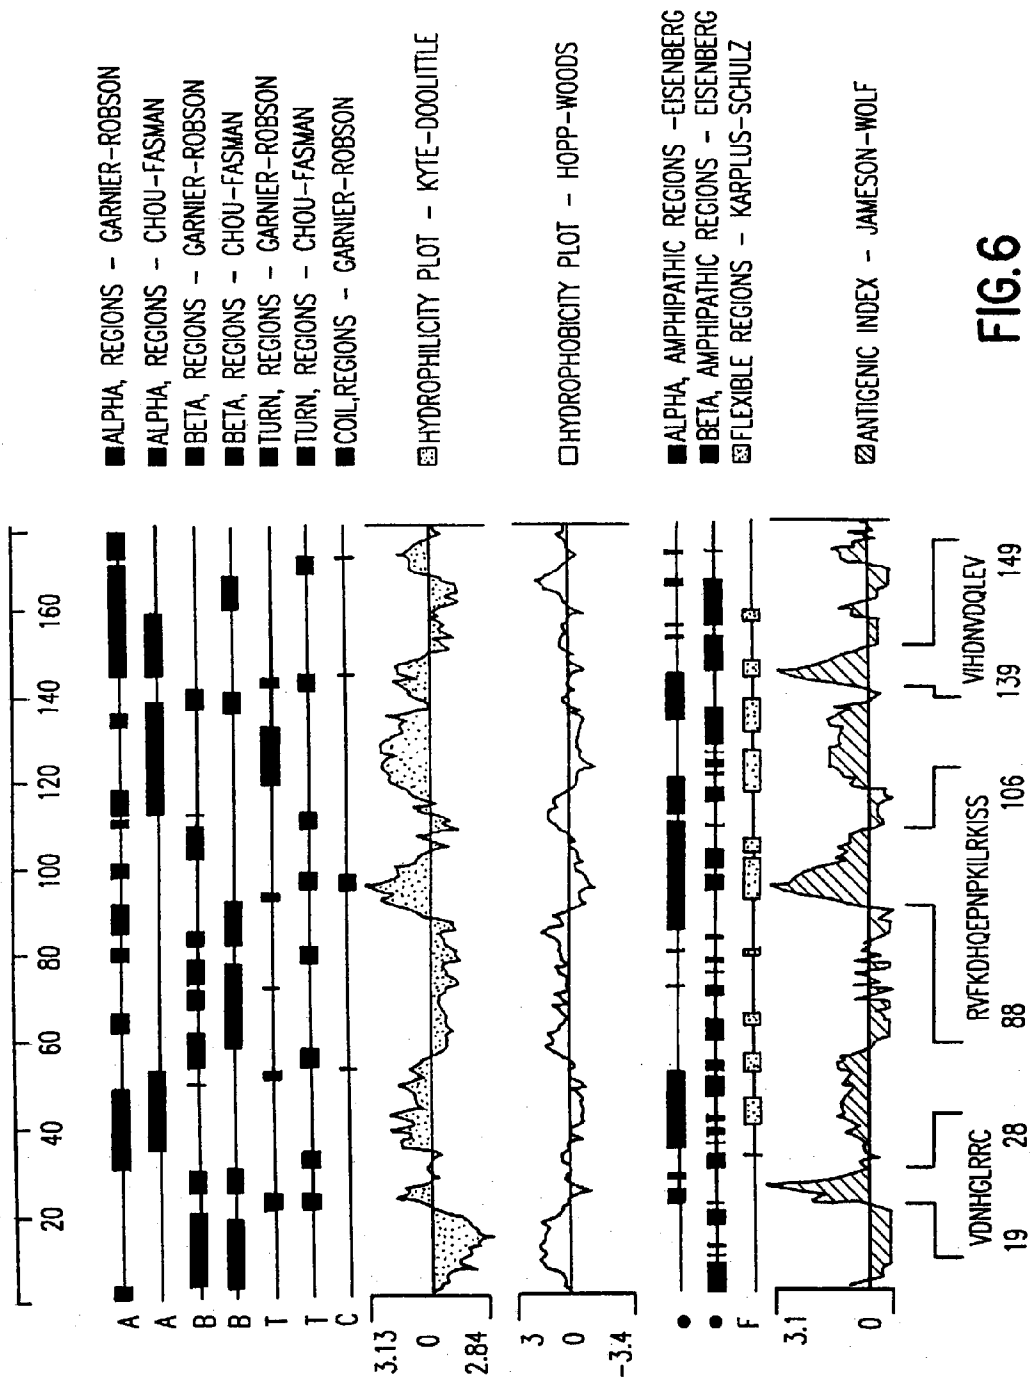 20 40 60 80 100 120 140 160
A ALPHA, REGIONS - GARNIER-ROBSON
A ALPHA, REGIONS - CHOU-FASMAN
B BETA, REGIONS - GARNIER-ROBSON
B BETA, REGIONS - CHOU-FASMAN
T TURN, REGIONS - GARNIER-ROBSON
T TURN, REGIONS - CHOU-FASMAN
C COIL,REGIONS - GARNIER-ROBSON
3.13
0 HYDROPHILICITY PLOT - KYTE-DOOLITTLE
2.84
3
0 HYDROPHOBICITY PLOT - HOPP-WOODS
-3.4
ALPHA, AMPHIPATHIC REGIONS -EISENBERG
BETA, AMPHIPATHIC REGIONS - EISENBERG
F FLEXIBLE REGIONS - KARPLUS-SCHULZ
3.1
0 ANTIGENIC INDEX - JAMESON-WOLF
VDNHGLRRC RVFKDHQEPNPKILRKISS VIHDNVDQLEV
19 28 88 106 139 149
FIG.6